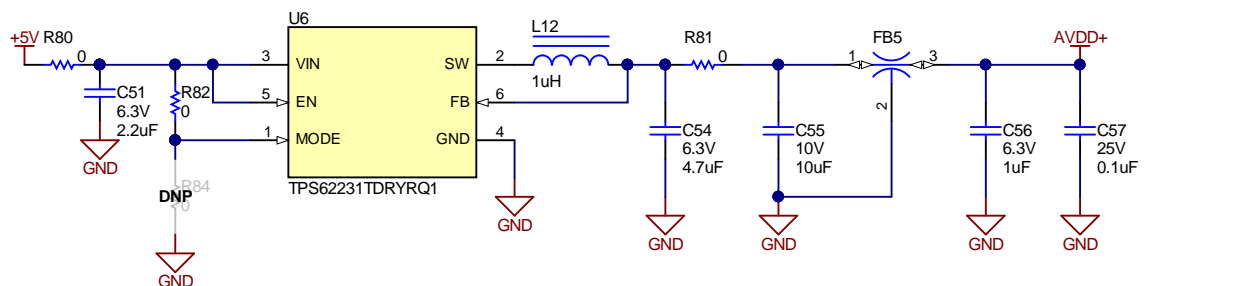 U6
+5V R80
0
3 VIN
SW 2
L12
1uH
R81
0
FB5
1
3
2
AVDD+
C51
6.3V
2.2uF
GND
R82
0
5 EN
FB 6
1 MODE
GND 4
TPS62231TDRYRQ1
R84
DNP
0
GND
GND
C54
6.3V
4.7uF
GND
C55
10V
10uF
GND
C56
6.3V
1uF
GND
C57
25V
0.1uF
GND